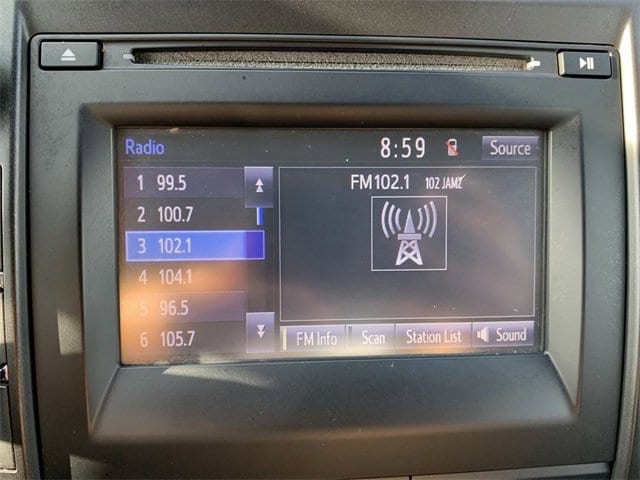 Radio 8:59 Source
1 99.5
2 100.7
3 102.1
4 104.1
5 96.5
6 105.7
FM102.1 102 JAMZ
FM Info Scan Station List Sound